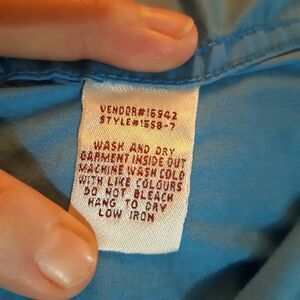 VENDOR#16942
STYLE#1558-7
WASH AND DRY
GARMENT INSIDE OUT
MACHINE WASH COLD
WITH LIKE COLOURS
DO NOT BLEACH
HANG TO DRY
LOW IRON